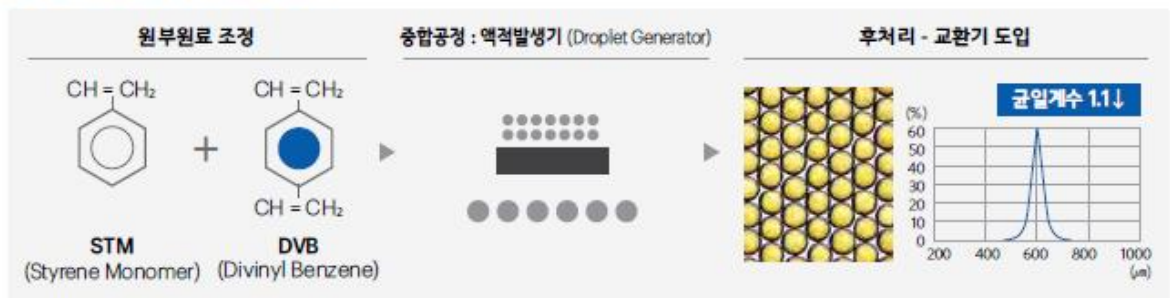 원부원료 조정
CH = CH₂
CH = CH₂
+
CH = CH₂
STM
(Styrene Monomer)
DVB
(Divinyl Benzene)
중합공정 : 액적발생기 (Droplet Generator)
후처리 - 교환기 도입
균일계수 1.1↓
(%)
60
50
40
30
20
10
0
200 400 600 800 1000
(㎛)